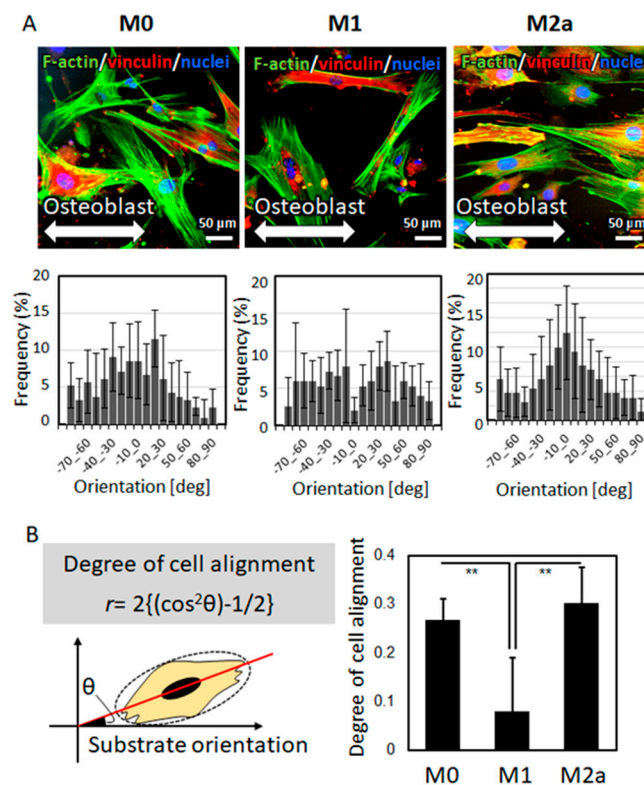 A
M0
M1
M2a
F-actin/vinculin/nuclei
F-actin/vinculin/nuclei
F-actin/vinculin/nuclei
Osteoblast
50 µm
Osteoblast
50 µm
Osteoblast
50 µm
Frequency (%)
20
15
10
5
0
-70_-60
-40_-30
-10_0
20_30
50_60
80_90
Orientation [deg]
Frequency (%)
20
15
10
5
0
-70_-60
-40_-30
-10_0
20_30
50_60
80_90
Orientation [deg]
Frequency (%)
20
15
10
5
0
-70_-60
-40_-30
-10_0
20_30
50_60
80_90
Orientation [deg]
B
Degree of cell alignment
r= 2{(cos²θ)-1/2}
θ
Substrate orientation
Degree of cell alignment
0.4
0.3
0.2
0.1
0
**
**
M0
M1
M2a